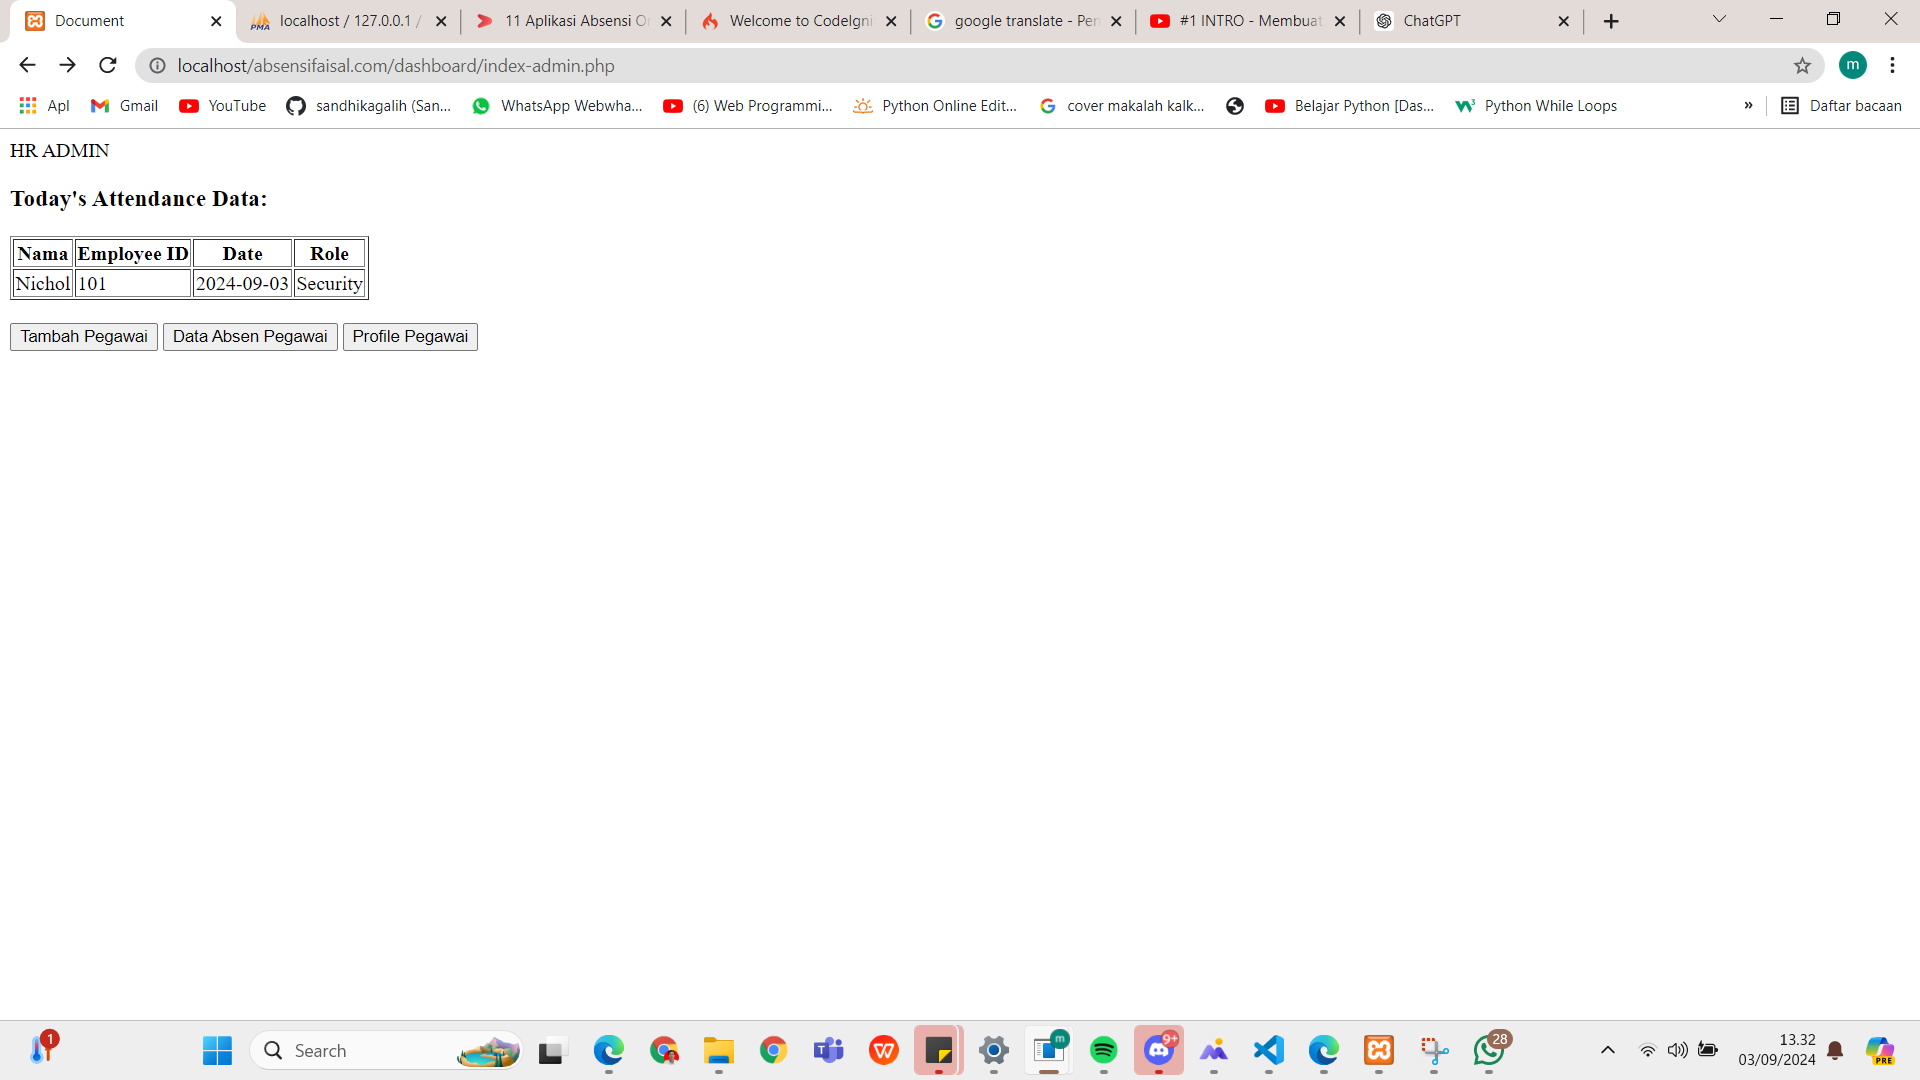 Document
localhost / 127.0.0.1 /
11 Aplikasi Absensi O
Welcome to CodeIgni
google translate - Pen
#1 INTRO - Membuat
ChatGPT
localhost/absensifaisal.com/dashboard/index-admin.php
m
Apl
Gmail
YouTube
sandhikagalih (San...
WhatsApp Webwha...
(6) Web Programmi...
Python Online Edit...
cover makalah kalk...
Belajar Python [Das...
Python While Loops
»
Daftar bacaan
HR ADMIN
Today's Attendance Data:
Nama Employee ID Date Role
Nichol 101 2024-09-03 Security
Tambah Pegawai Data Absen Pegawai Profile Pegawai
1
Search
m
9+
28
13.32
03/09/2024
PRE